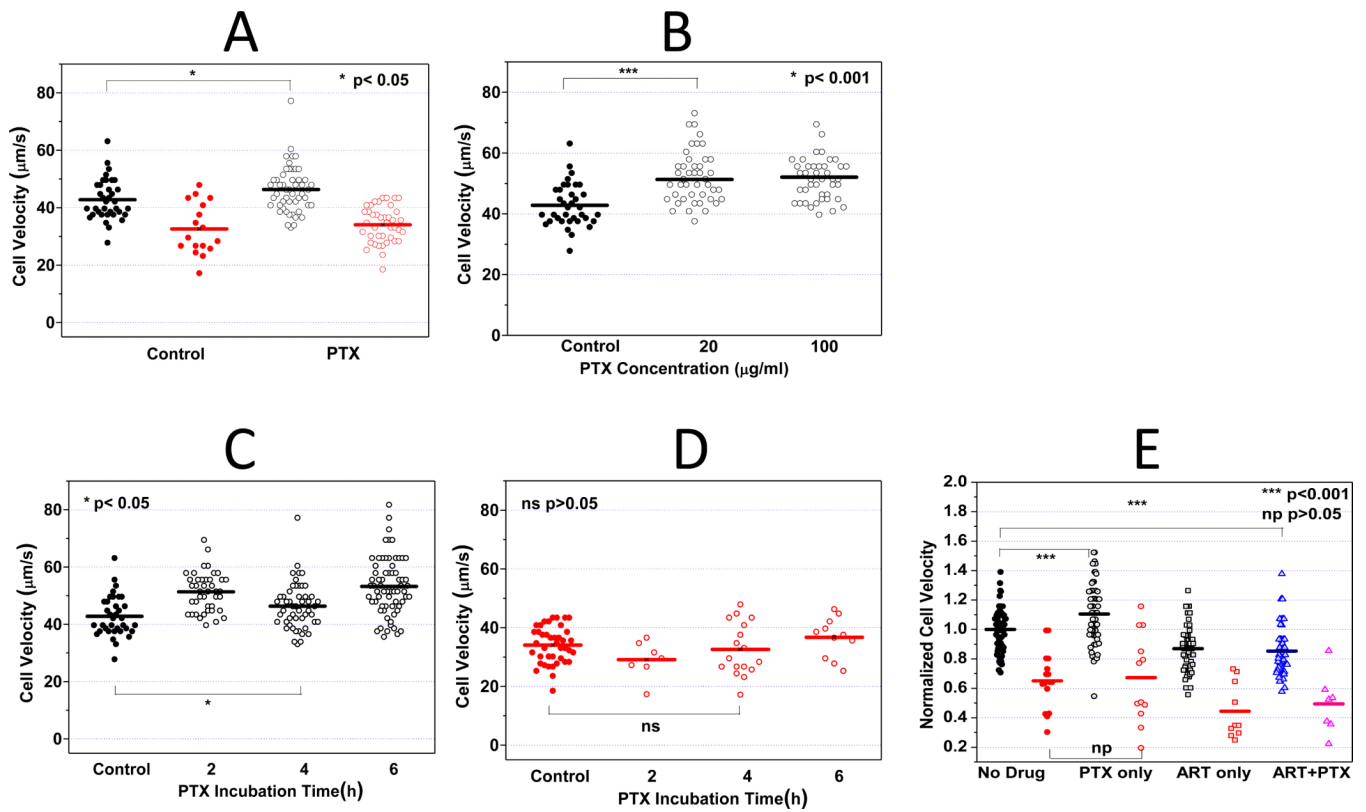 A
*
* p< 0.05
80
60
40
20
0
Cell Velocity (μm/s)
Control PTX
B
***
* p< 0.001
80
60
40
20
0
Cell Velocity (μm/s)
Control 20 100
PTX Concentration (μg/ml)
C
* p< 0.05
80
60
40
20
0
Cell Velocity (μm/s)
*
Control 2 4 6
PTX Incubation Time(h)
D
ns p>0.05
80
60
40
20
0
Cell Velocity (μm/s)
ns
Control 2 4 6
PTX Incubation Time(h)
E
*** p<0.001
np p>0.05
***
***
2.0
1.8
1.6
1.4
1.2
1.0
0.8
0.6
0.4
0.2
Normalized Cell Velocity
np
No Drug PTX only ART only ART+PTX